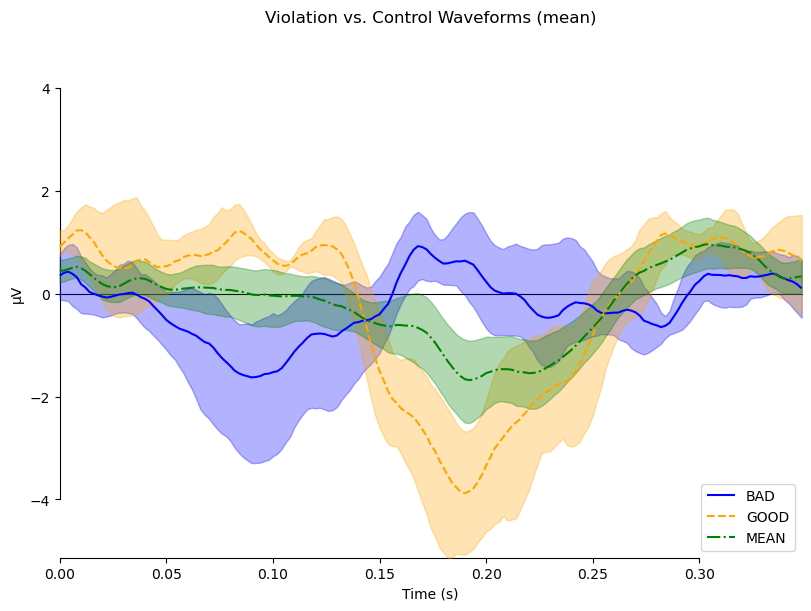 Violation vs. Control Waveforms (mean)
4
2
0
−2
−4
µV
0.00
0.05
0.10
0.15
0.20
0.25
0.30
Time (s)
BAD
GOOD
MEAN